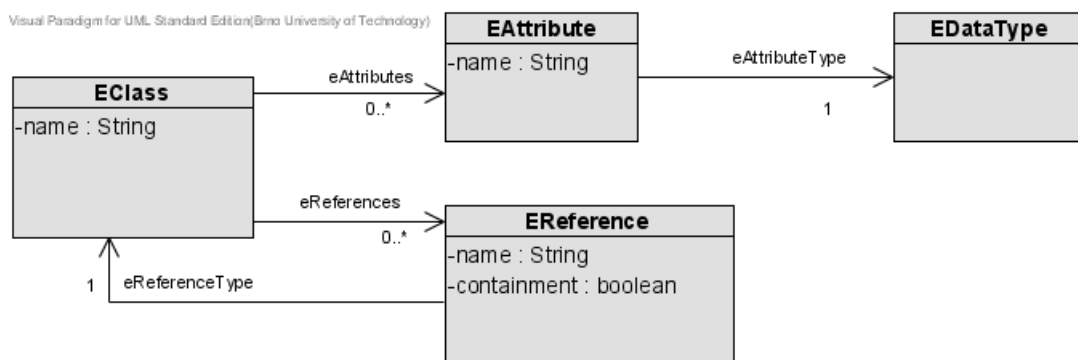 Visual Paradigm for UML Standard Edition(Brno University of Technology)
EAttribute
-name : String
EDataType
eAttributeType
1
eAttributes
0..*
EClass
-name : String
eReferences
0..*
EReference
-name : String
-containment : boolean
1
eReferenceType